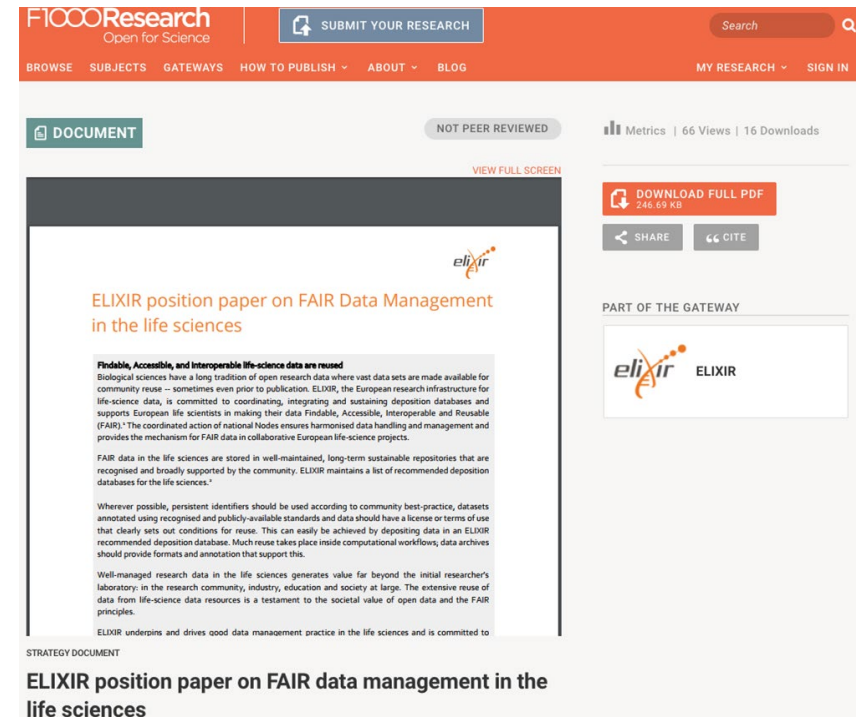 F1000Research
Open for Science
SUBMIT YOUR RESEARCH
Search
BROWSE SUBJECTS GATEWAYS HOW TO PUBLISH ABOUT BLOG
MY RESEARCH SIGN IN
DOCUMENT
NOT PEER REVIEWED
VIEW FULL SCREEN
elixir
ELIXIR position paper on FAIR Data Management
in the life sciences
Findable, Accessible, and Interoperable life-science data are reused
Biological sciences have a long tradition of open research data where vast data sets are made available for
community reuse -- sometimes even prior to publication. ELIXIR, the European research infrastructure for
life-science data, is committed to coordinating, integrating and sustaining deposition databases and
supports European life scientists in making their data Findable, Accessible, Interoperable and Reusable
(FAIR). The coordinated action of national Nodes ensures harmonised data handling and management and
provides the mechanism for FAIR data in collaborative European life-science projects.
FAIR data in the life sciences are stored in well-maintained, long-term sustainable repositories that are
recognised and broadly supported by the community. ELIXIR maintains a list of recommended deposition
databases for the life sciences.
Wherever possible, persistent identifiers should be used according to community best-practice, datasets
annotated using recognised and publicly-available standards and data should have a license or terms of use
that clearly sets out conditions for reuse. This can easily be achieved by depositing data in an ELIXIR
recommended deposition database. Much reuse takes place inside computational workflows; data archives
should provide formats and annotation that support this.
Well-managed research data in the life sciences generates value far beyond the initial researcher's
laboratory: in the research community, industry, education and society at large. The extensive reuse of
data from life-science data resources is a testament to the societal value of open data and the FAIR
principles.
ELIXIR underpins and drives good data management practice in the life sciences and is committed to
STRATEGY DOCUMENT
ELIXIR position paper on FAIR data management in the
life sciences
Metrics | 66 Views | 16 Downloads
DOWNLOAD FULL PDF
246.69 KB
SHARE
CITE
PART OF THE GATEWAY
elixir
ELIXIR